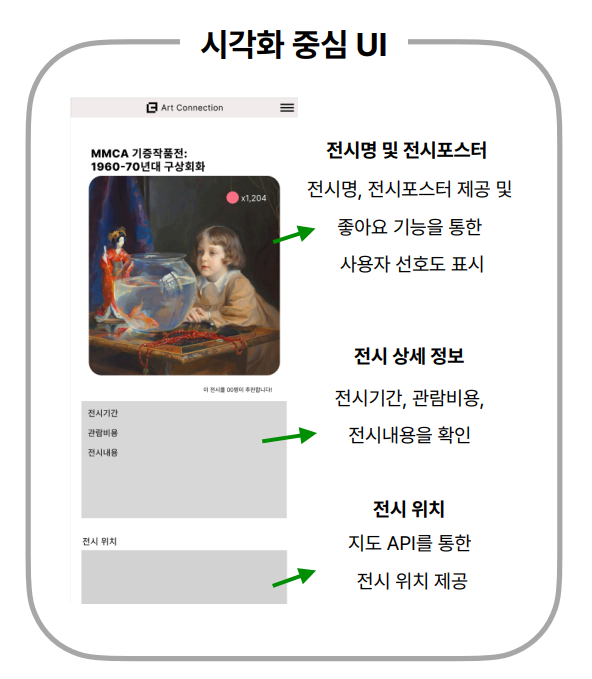 시각화 중심 UI
Art Connection
MMCA 기증작품전:
1960-70년대 구상회화
x1,204
이 전시를 00명이 추천합니다!
전시기간
관람비용
전시내용
전시 위치
전시명 및 전시포스터
전시명, 전시포스터 제공 및
좋아요 기능을 통한
사용자 선호도 표시
전시 상세 정보
전시기간, 관람비용,
전시내용을 확인
전시 위치
지도 API를 통한
전시 위치 제공